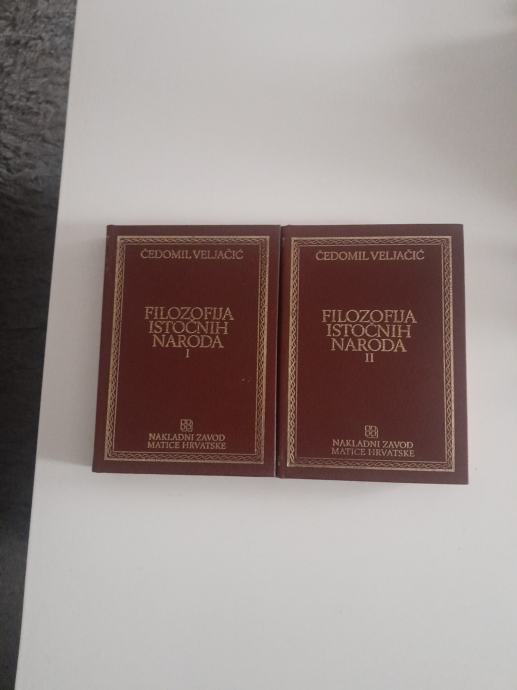 ČEDOMIL VELJAČIĆ
FILOZOFIJA
ISTOČNIH
NARODA
I
NAKLADNI ZAVOD
MATICE HRVATSKE
ČEDOMIL VELJAČIĆ
FILOZOFIJA
ISTOČNIH
NARODA
II
NAKLADNI ZAVOD
MATICE HRVATSKE